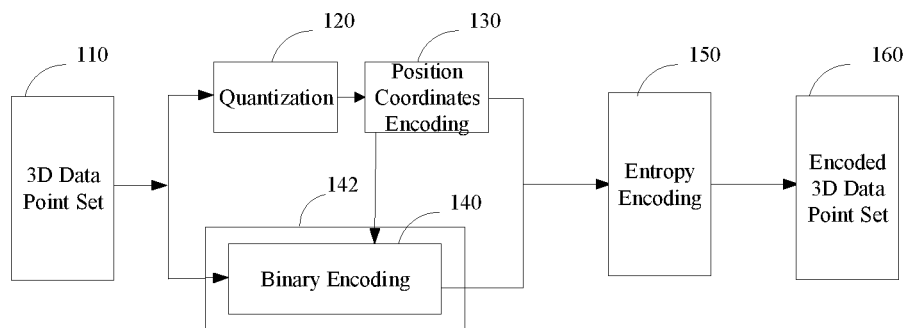 110
120
130
150
160
3D Data
Point Set
Quantization
Position
Coordinates
Encoding
142
140
Binary Encoding
Entropy
Encoding
Encoded
3D Data
Point Set